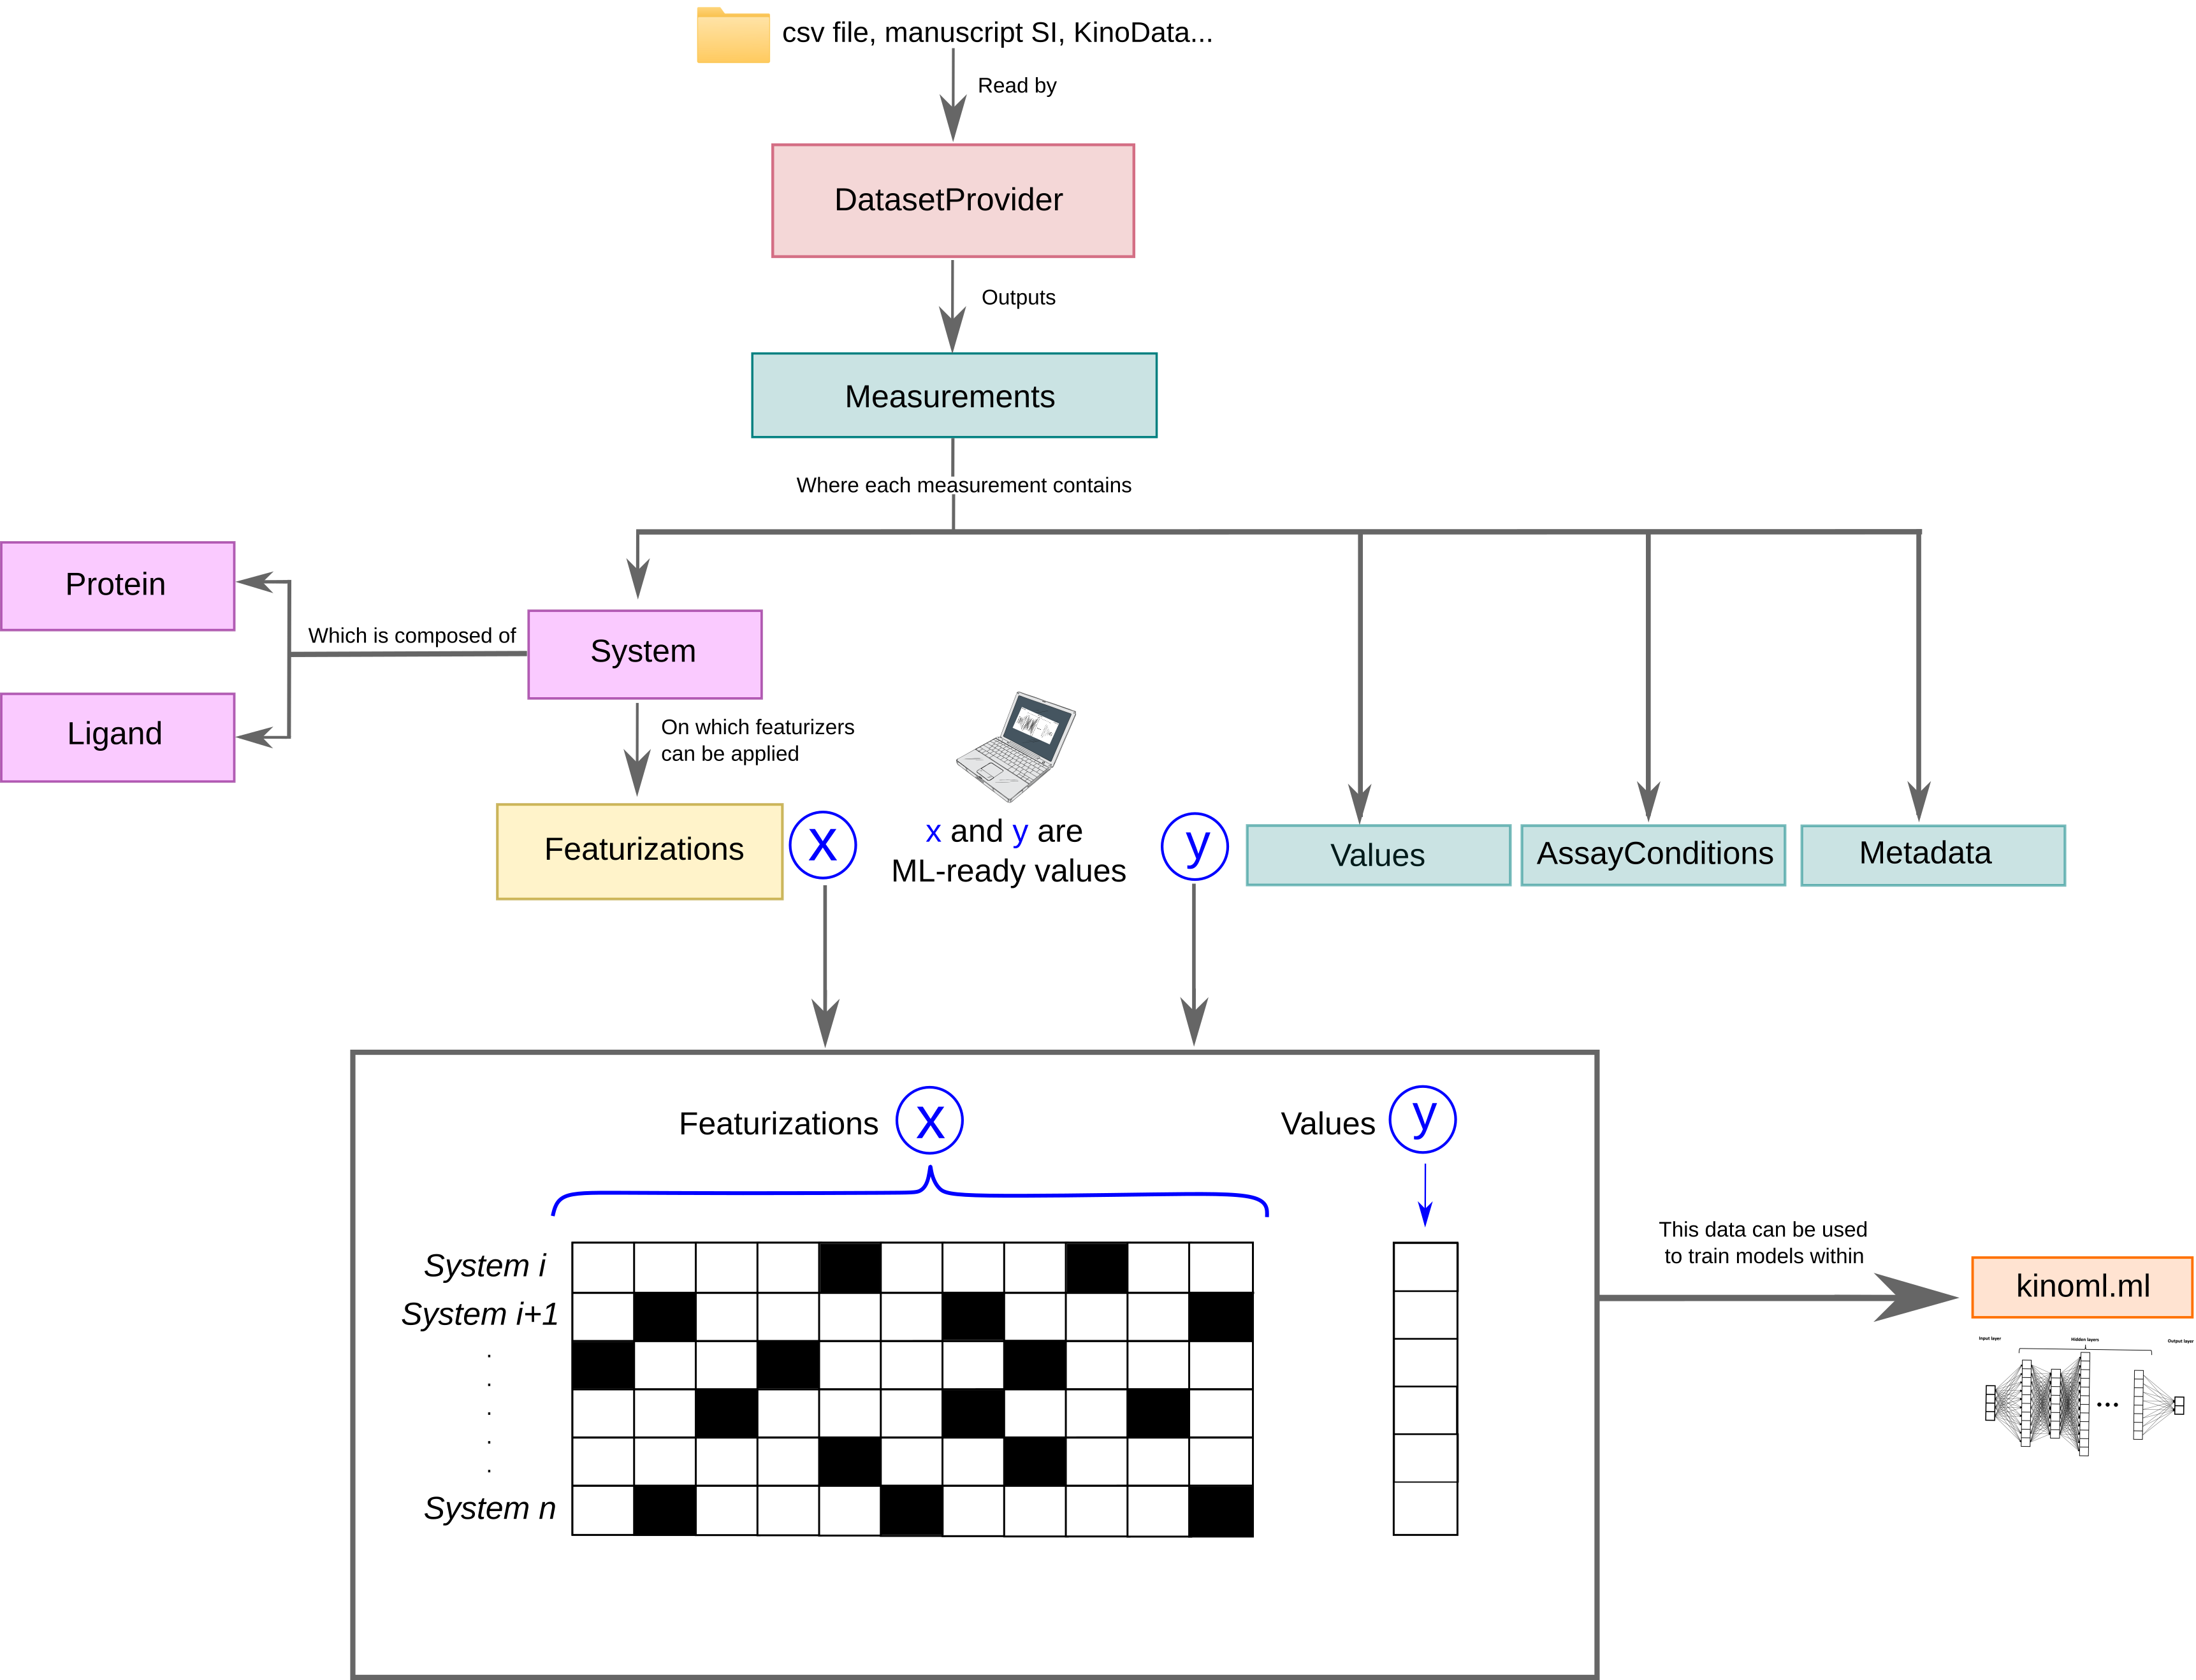 csv file, manuscript SI, KinoData...
Read by
DatasetProvider
Outputs
Measurements
Where each measurement contains
Protein
Which is composed of
System
Ligand
On which featurizers
can be applied
Featurizations
x
x and y are
ML-ready values
y
Values
AssayConditions
Metadata
Featurizations
x
Values
y
System i
System i+1
.
.
.
.
.
System n
This data can be used
to train models within
kinoml.ml
Input layer
Hidden layers
Output layer